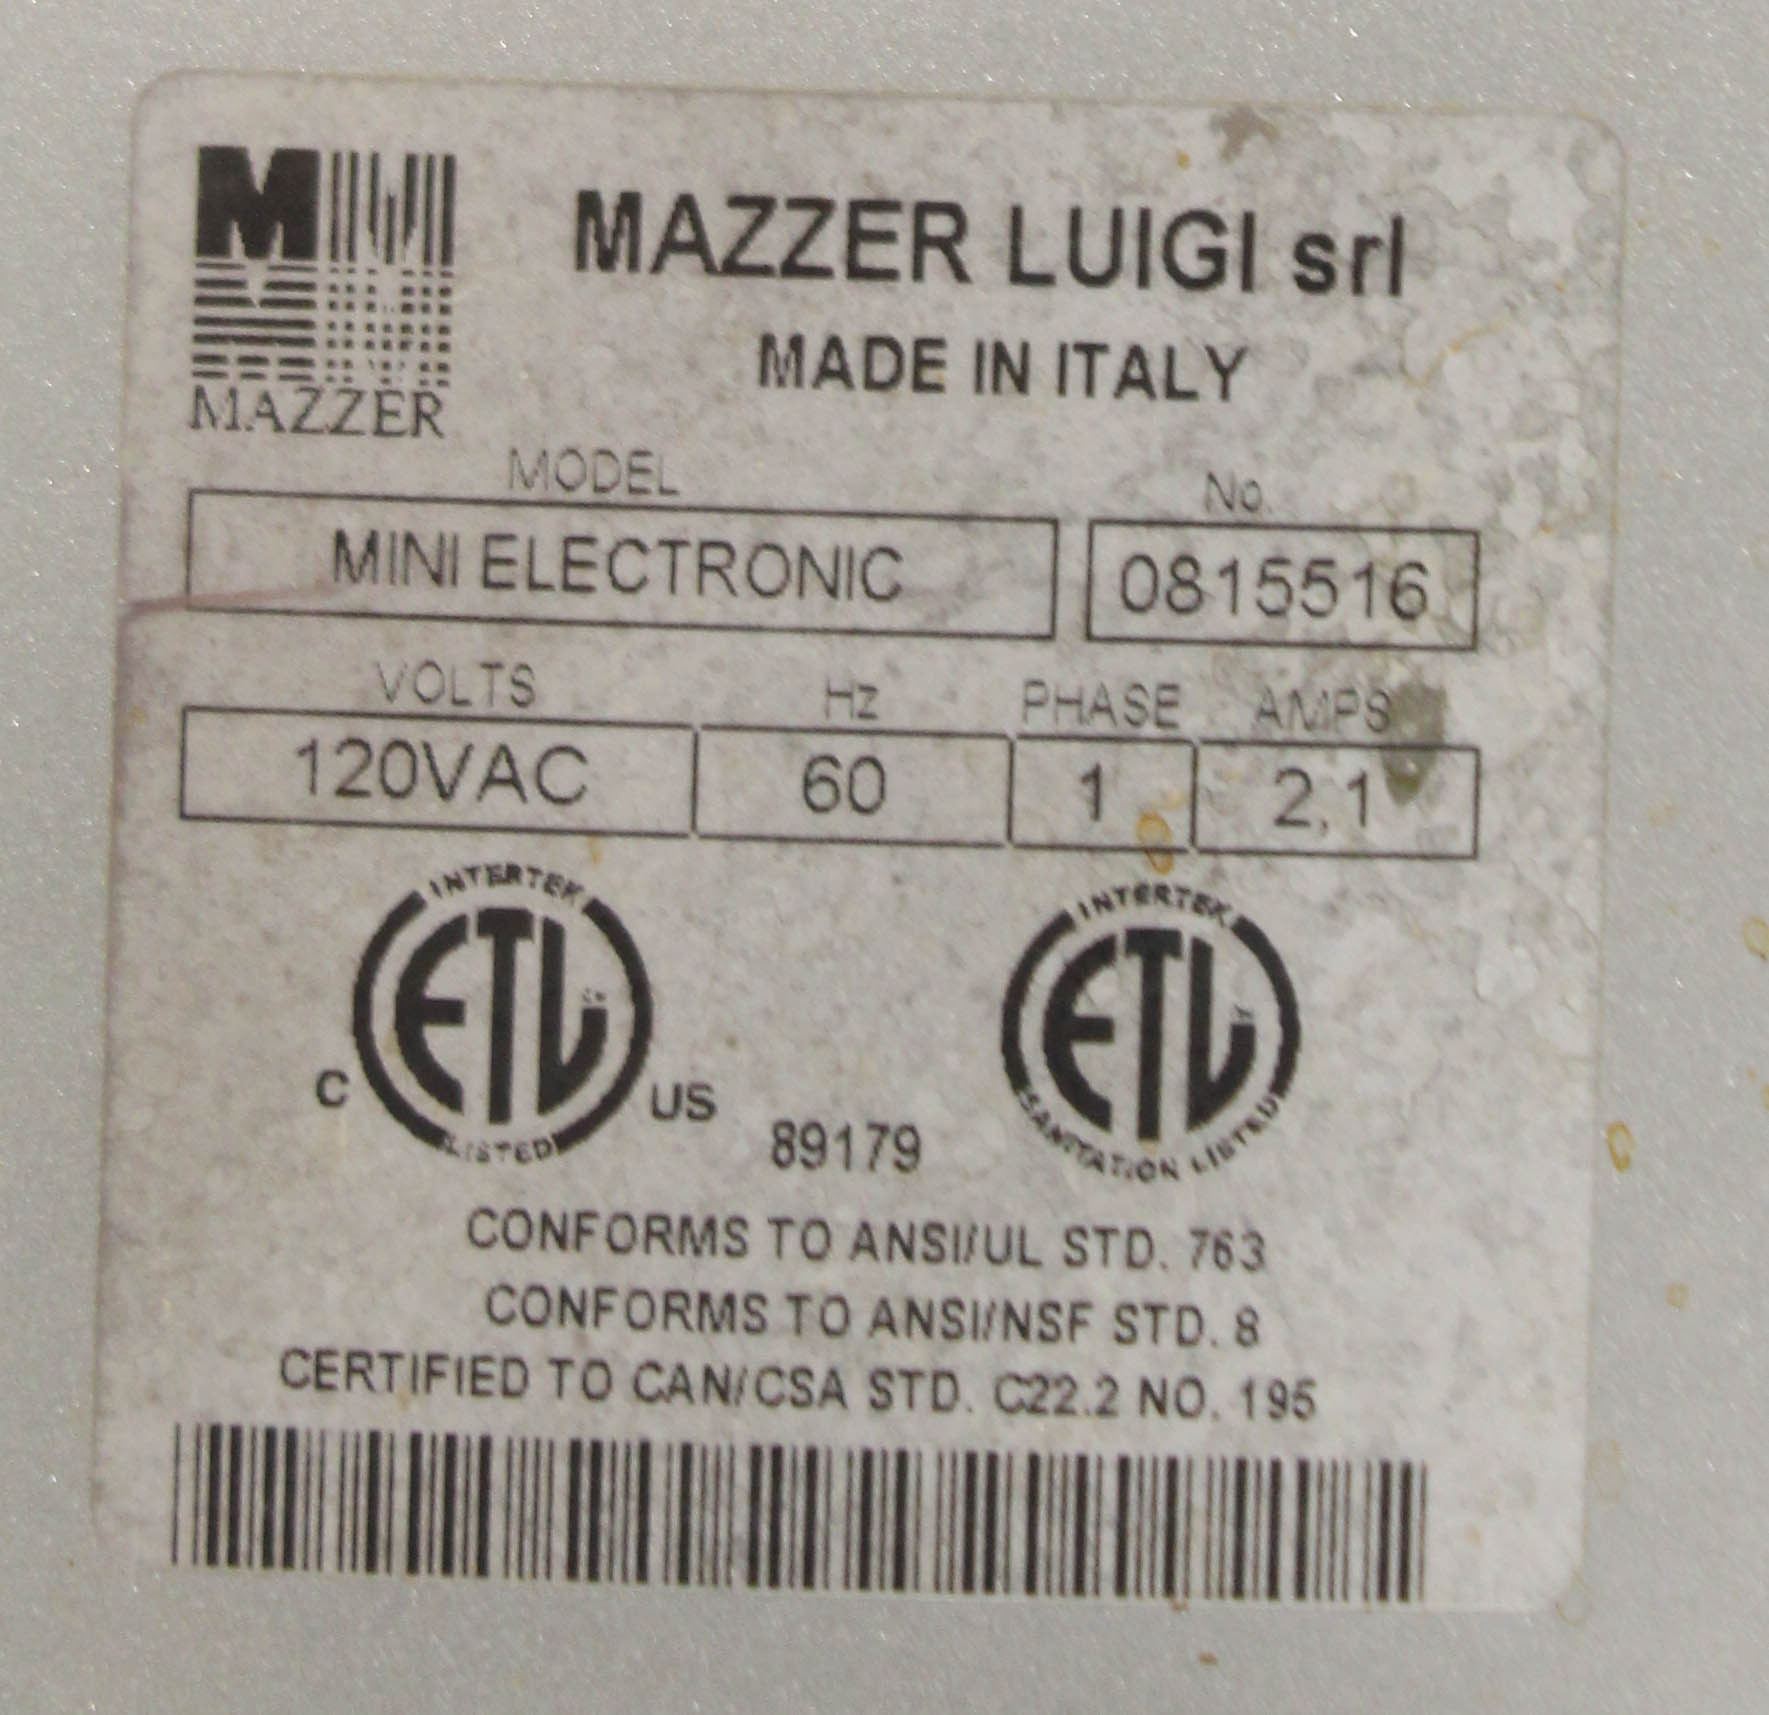 MAZZER LUIGI srl
MADE IN ITALY
MAZZER
MODEL No.
MINI ELECTRONIC 0815516
VOLTS Hz PHASE AMPS
120VAC 60 1 2,1
INTERTEK INTERTEK
ETL ETL
C US
LISTED SANITATION LISTED
89179
CONFORMS TO ANSI/UL STD. 763
CONFORMS TO ANSI/NSF STD. 8
CERTIFIED TO CAN/CSA STD. C22.2 NO. 195